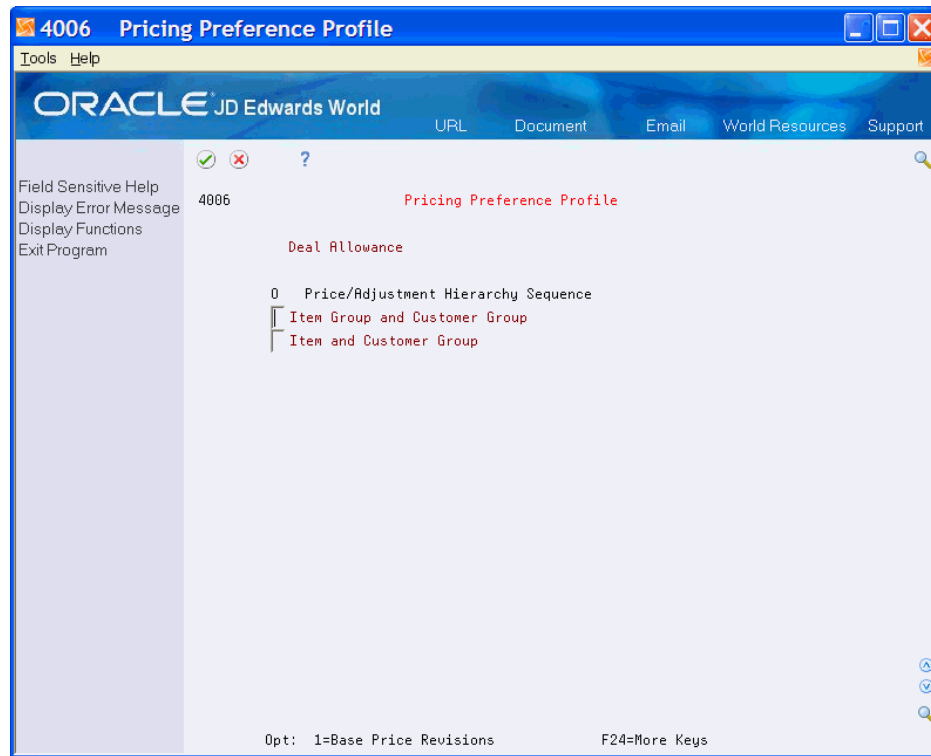 4006 Pricing Preference Profile
Tools Help
ORACLE JD Edwards World
URL Document Email World Resources Support
?
Field Sensitive Help
Display Error Message
Display Functions
Exit Program
4006 Pricing Preference Profile
Deal Allowance
O Price/Adjustment Hierarchy Sequence
Item Group and Customer Group
Item and Customer Group
Opt: 1=Base Price Revisions F24=More Keys